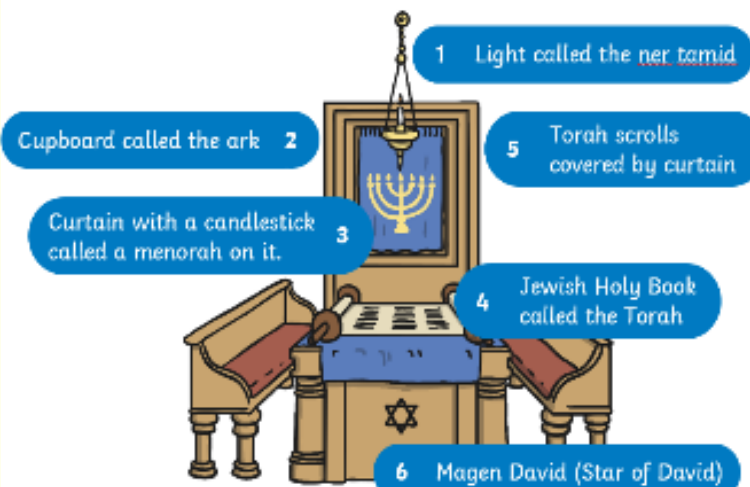 1 Light called the ner tamid
Cupboard called the ark 2
5 Torah scrolls
covered by curtain
Curtain with a candlestick
called a menorah on it. 3
4 Jewish Holy Book
called the Torah
6 Magen David (Star of David)